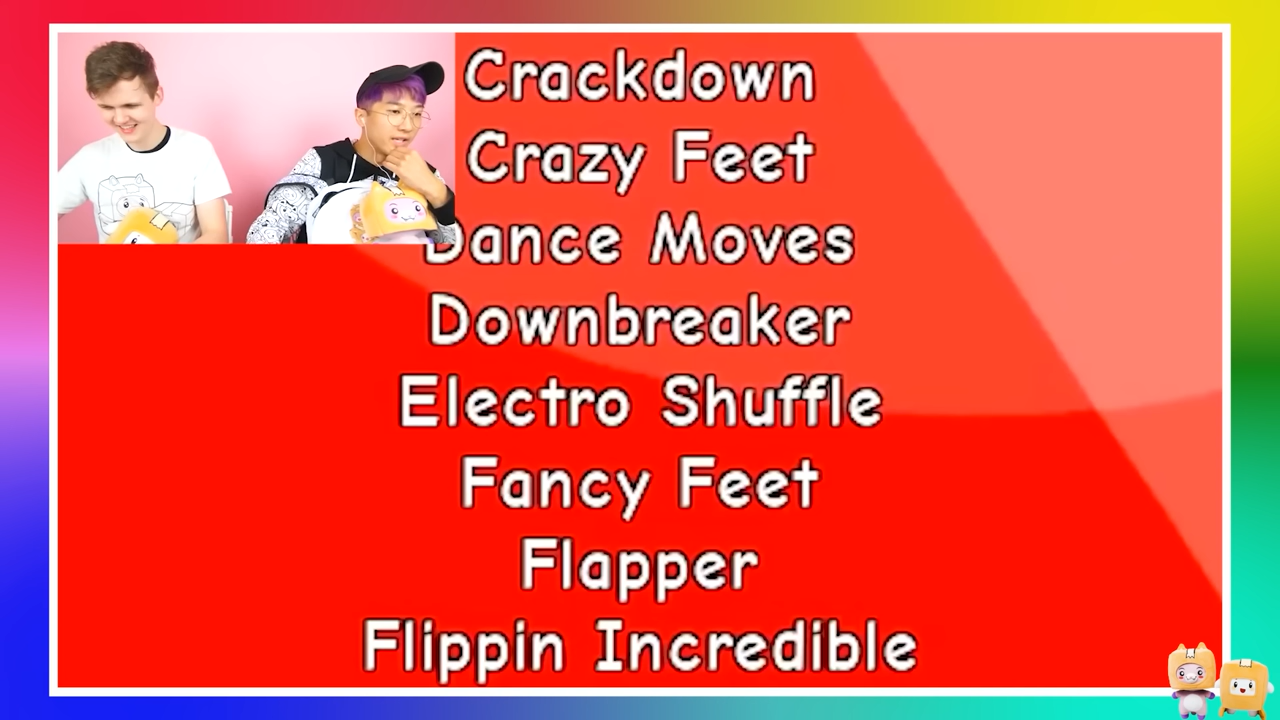 Crackdown
Crazy Feet
Dance Moves
Downbreaker
Electro Shuffle
Fancy Feet
Flapper
Flippin Incredible